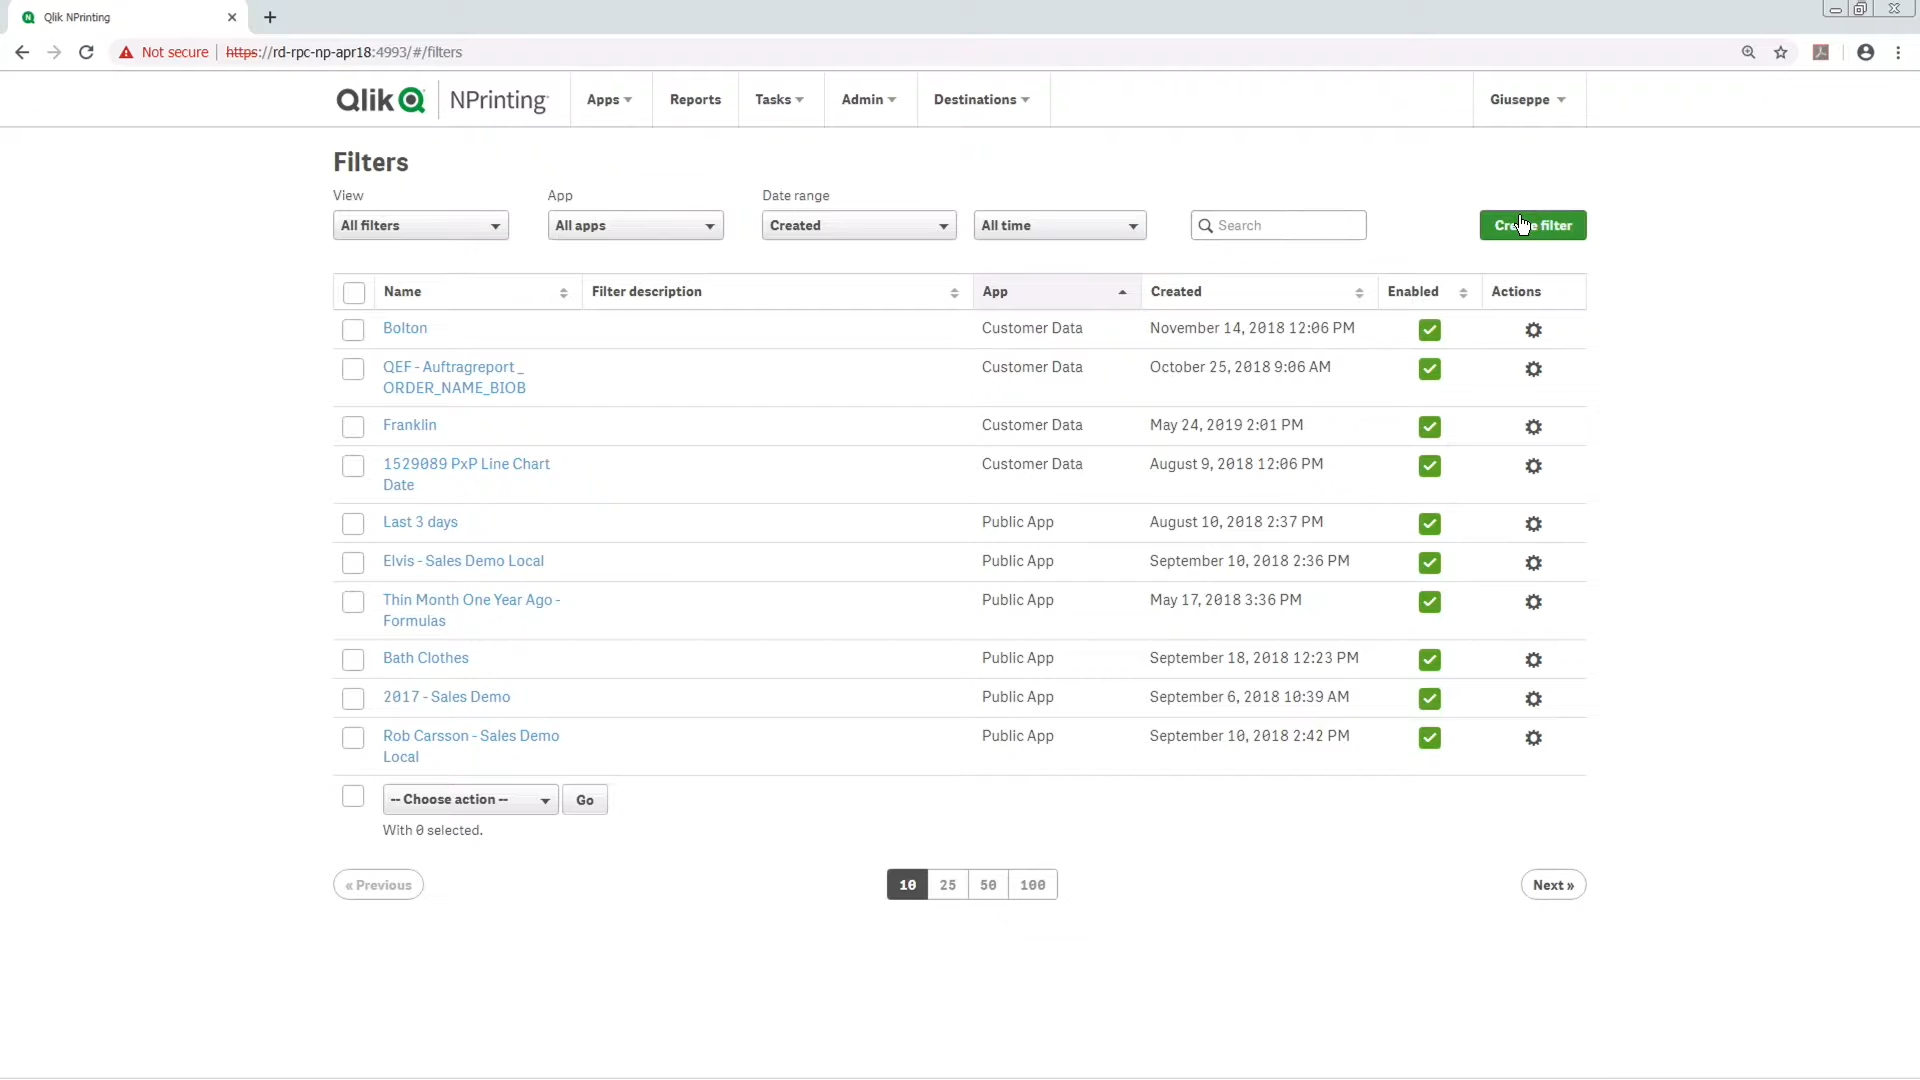 Qlik NPrinting
Not secure https://rd-rpc-np-apr18:4993/#/filters
Qlik NPrinting Apps Reports Tasks Admin Destinations Giuseppe
Filters
View App Date range
All filters All apps Created All time Search filter
Name Filter description App Created Enabled Actions
Bolton Customer Data November 14, 2018 12:06 PM
QEF - Auftragreport _ Customer Data October 25, 2018 9:06 AM
ORDER_NAME_BIOB
Franklin Customer Data May 24, 2019 2:01 PM
1529089 PxP Line Chart Customer Data August 9, 2018 12:06 PM
Date
Last 3 days Public App August 10, 2018 2:37 PM
Elvis - Sales Demo Local Public App September 10, 2018 2:36 PM
Thin Month One Year Ago - Public App May 17, 2018 3:36 PM
Formulas
Bath Clothes Public App September 18, 2018 12:23 PM
2017 - Sales Demo Public App September 6, 2018 10:39 AM
Rob Carsson - Sales Demo Public App September 10, 2018 2:42 PM
Local
-- Choose action -- Go
With 0 selected.
« Previous 10 25 50 100 Next »